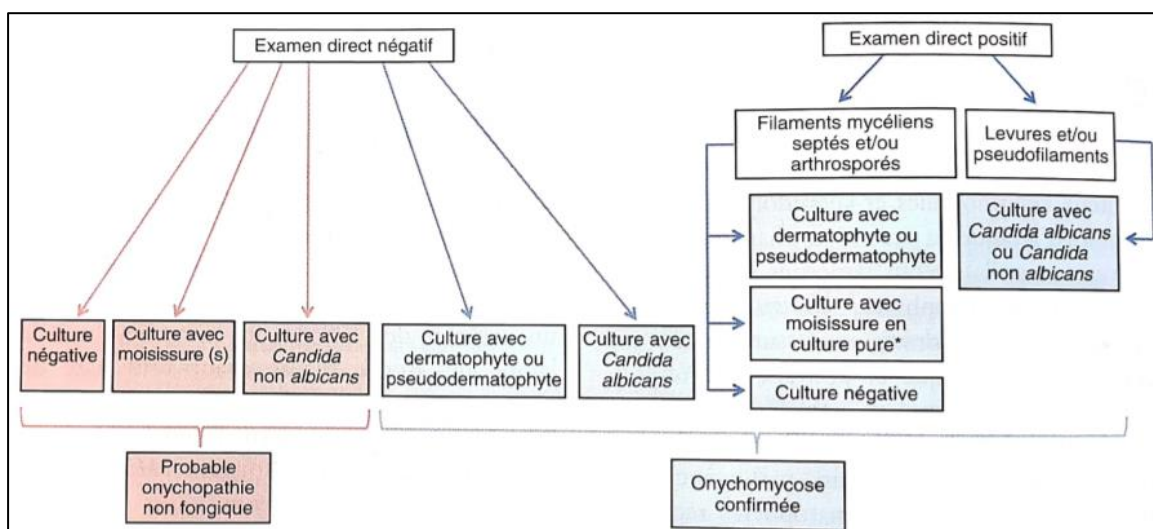 Examen direct négatif
Examen direct positif
Filaments mycéliens
septés et/ou
arthrosporés
Levures et/ou
pseudofilaments
Culture avec
dermatophyte ou
pseudodermatophyte
Culture avec
Candida albicans
ou Candida
non albicans
Culture
négative
Culture avec
moisissure (s)
Culture avec
Candida
non albicans
Culture avec
dermatophyte ou
pseudodermatophyte
Culture avec
Candida
albicans
Culture avec
moisissure en
culture pure*
Culture négative
Probable
onychopathie
non fongique
Onychomycose
confirmée